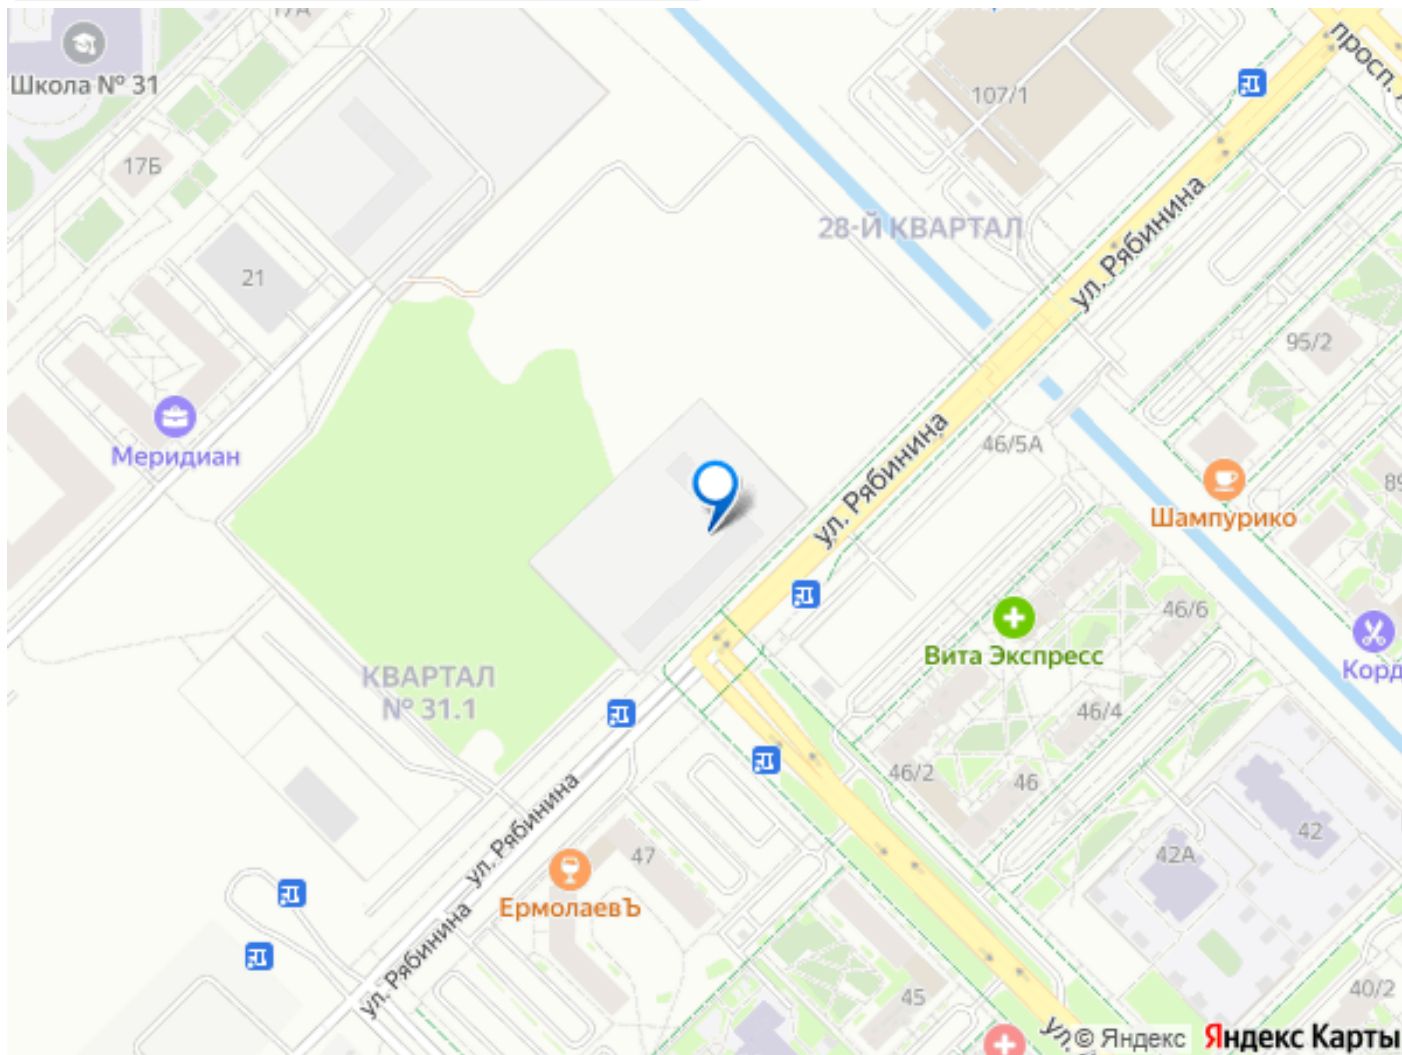 Школа № 31
17Б
107/1
просп.
28-Й КВАРТАЛ
ул. Рябинина
21
95/2
Меридиан
46/5А
ул. Рябинина
Шампурико
46/6
Вита Экспресс
Корд
КВАРТАЛ
№ 31.1
46/4
46/2
46
42
42А
ул. Рябинина
47
ЕрмолаевЪ
ул. Рябинина
45
40/2
© Яндекс
Яндекс Карты